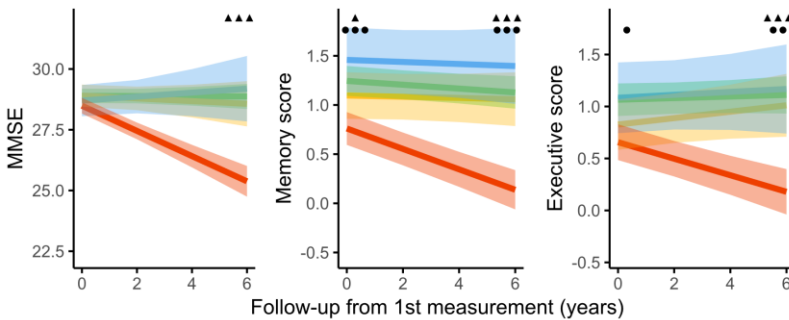 MMSE
30.0
27.5
25.0
22.5
0 2 4 6
Memory score
1.5
1.0
0.5
0.0
-0.5
0 2 4 6
Executive score
1.5
1.0
0.5
0.0
-0.5
0 2 4 6
Follow-up from 1st measurement (years)